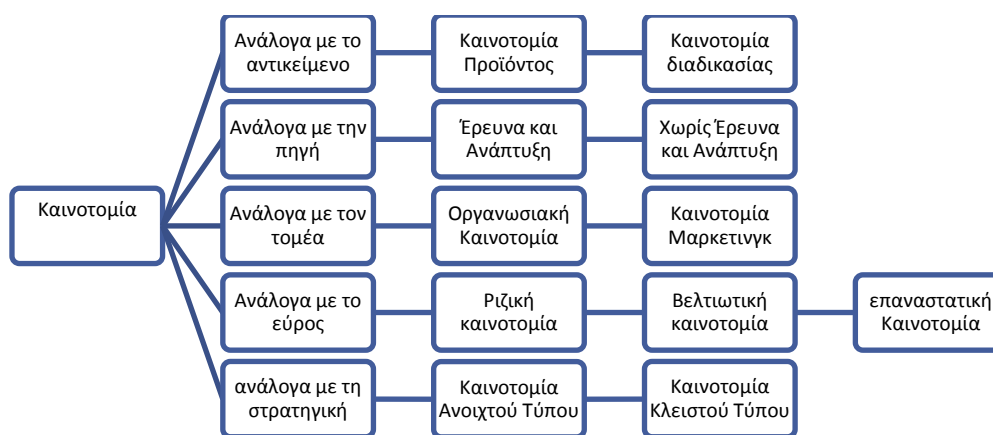 Ανάλογα με το
αντικείμενο
Καινοτομία
Προϊόντος
Καινοτομία
διαδικασίας
Ανάλογα με την
πηγή
Έρευνα και
Ανάπτυξη
Χωρίς Έρευνα
και Ανάπτυξη
Καινοτομία
Ανάλογα με τον
τομέα
Οργανωσιακή
Καινοτομία
Καινοτομία
Μαρκετινγκ
Ανάλογα με το
εύρος
Ριζική
καινοτομία
Βελτιωτική
καινοτομία
επαναστατική
Καινοτομία
ανάλογα με τη
στρατηγική
Καινοτομία
Ανοιχτού Τύπου
Καινοτομία
Κλειστού Τύπου